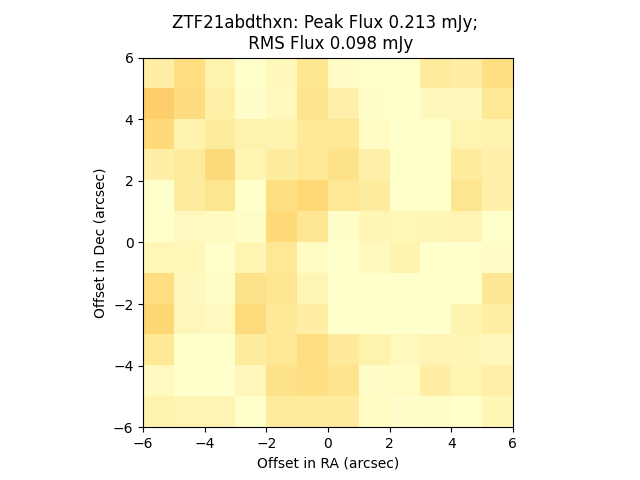 ZTF21abdthxn: Peak Flux 0.213 mJy;
RMS Flux 0.098 mJy
6
4
2
0
−2
−4
−6
Offset in Dec (arcsec)
−6 −4 −2 0 2 4 6
Offset in RA (arcsec)